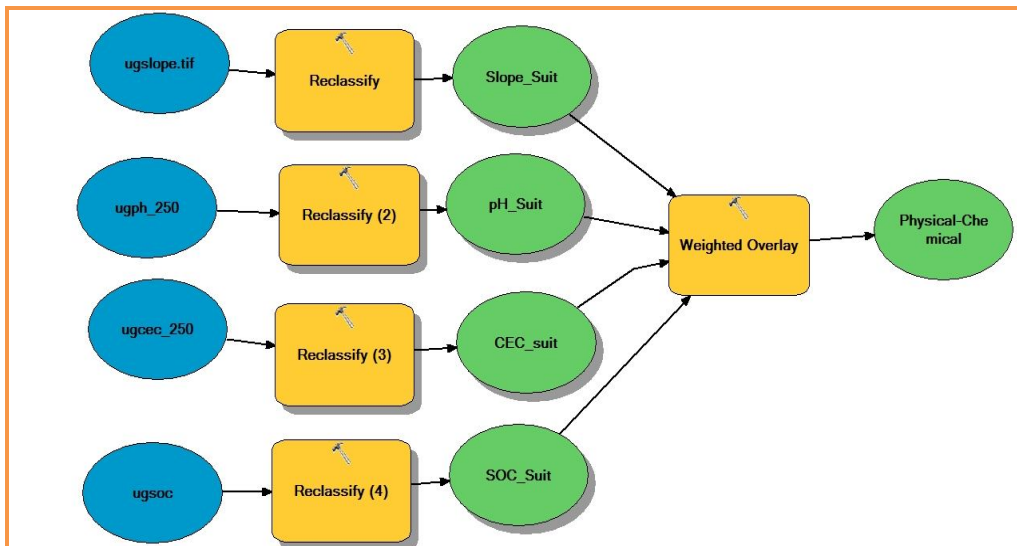 ugslope.tif
Reclassify
Slope_Suit
ugph_250
Reclassify (2)
pH_Suit
Weighted Overlay
Physical-Che
mical
ugcec_250
Reclassify (3)
CEC_suit
ugsoc
Reclassify (4)
SOC_Suit